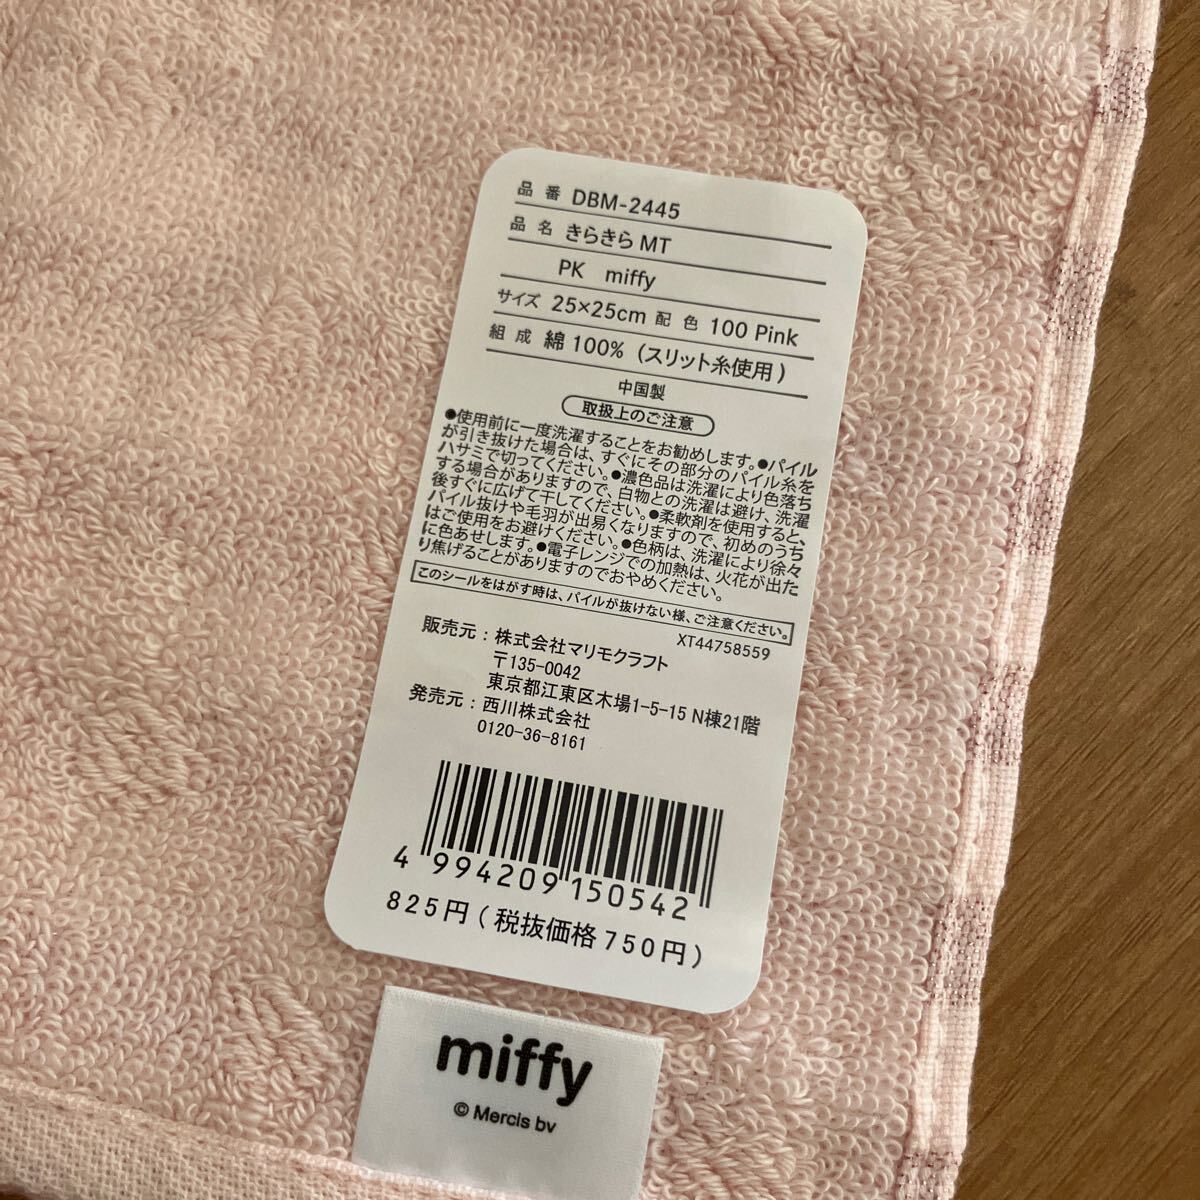 品番 DBM-2445
品名 きらきら MT
PK miffy
サイズ 25×25cm 配色 100 Pink
組成 綿 100% (スリット糸使用)
中国製
取扱上のご注意
●使用前に一度洗濯することをお勧めします。●パイル
が引き抜けた場合は、すぐにその部分のパイル糸を
ハサミで切ってください。●濃色品は洗濯により色落ち
する場合がありますので、白物との洗濯は避け、洗濯
後すぐに広げて干してください。●柔軟剤を使用すると、
パイル抜けや毛羽が出易くなりますので、初めのうち
はご使用をお避けください。●色柄は、洗濯により徐々
に色あせします。●電子レンジでの加熱は、火花が出た
り焦げることがありますのでおやめください。
このシールをはがす時は、パイルが抜けない様、ご注意ください。
XT44758559
販売元：株式会社マリモクラフト
〒135-0042
東京都江東区木場1-5-15 N棟21階
発売元：西川株式会社
0120-36-8161
4 994209 150542
825円(税抜価格750円)
miffy
© Mercis bv